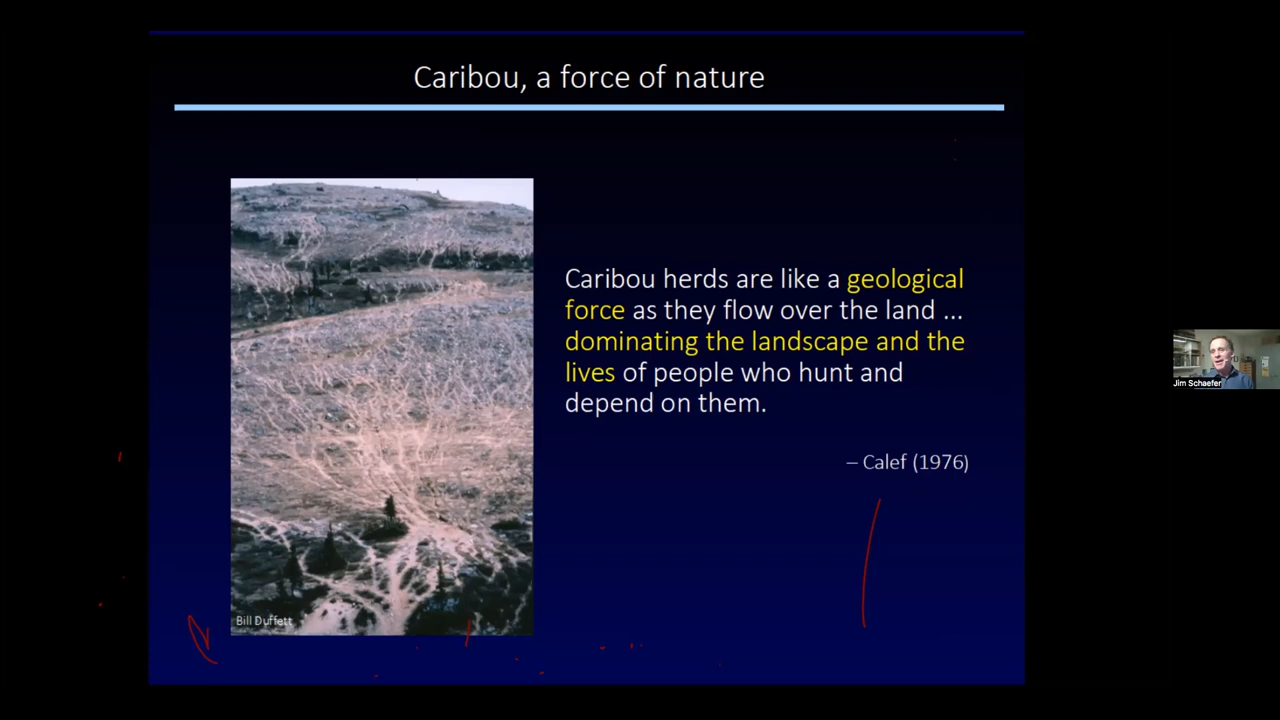 Caribou, a force of nature
Caribou herds are like a geological
force as they flow over the land ...
dominating the landscape and the
lives of people who hunt and
depend on them.
– Calef (1976)
Bill Duffett
Jim Schaefer